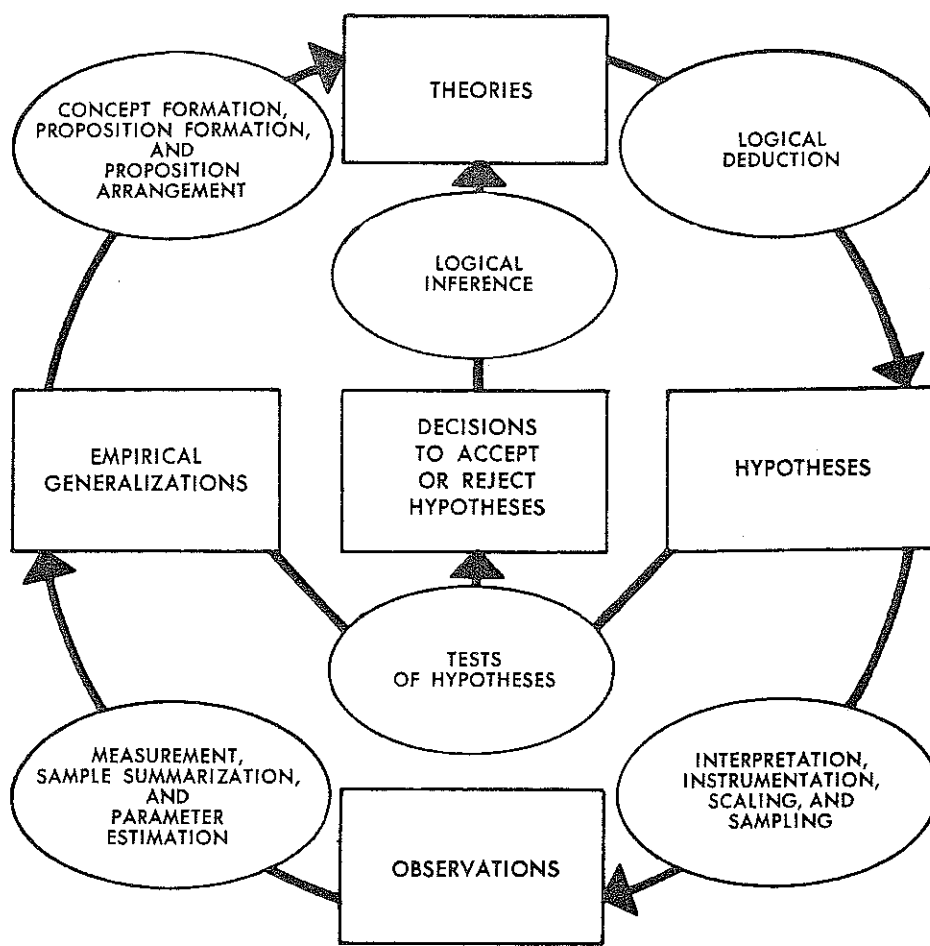 THEORIES
CONCEPT FORMATION,
PROPOSITION FORMATION,
AND
PROPOSITION
ARRANGEMENT
LOGICAL
DEDUCTION
LOGICAL
INFERENCE
EMPIRICAL
GENERALIZATIONS
DECISIONS
TO ACCEPT
OR REJECT
HYPOTHESES
HYPOTHESES
TESTS
OF HYPOTHESES
MEASUREMENT,
SAMPLE SUMMARIZATION,
AND
PARAMETER
ESTIMATION
INTERPRETATION,
INSTRUMENTATION,
SCALING, AND
SAMPLING
OBSERVATIONS